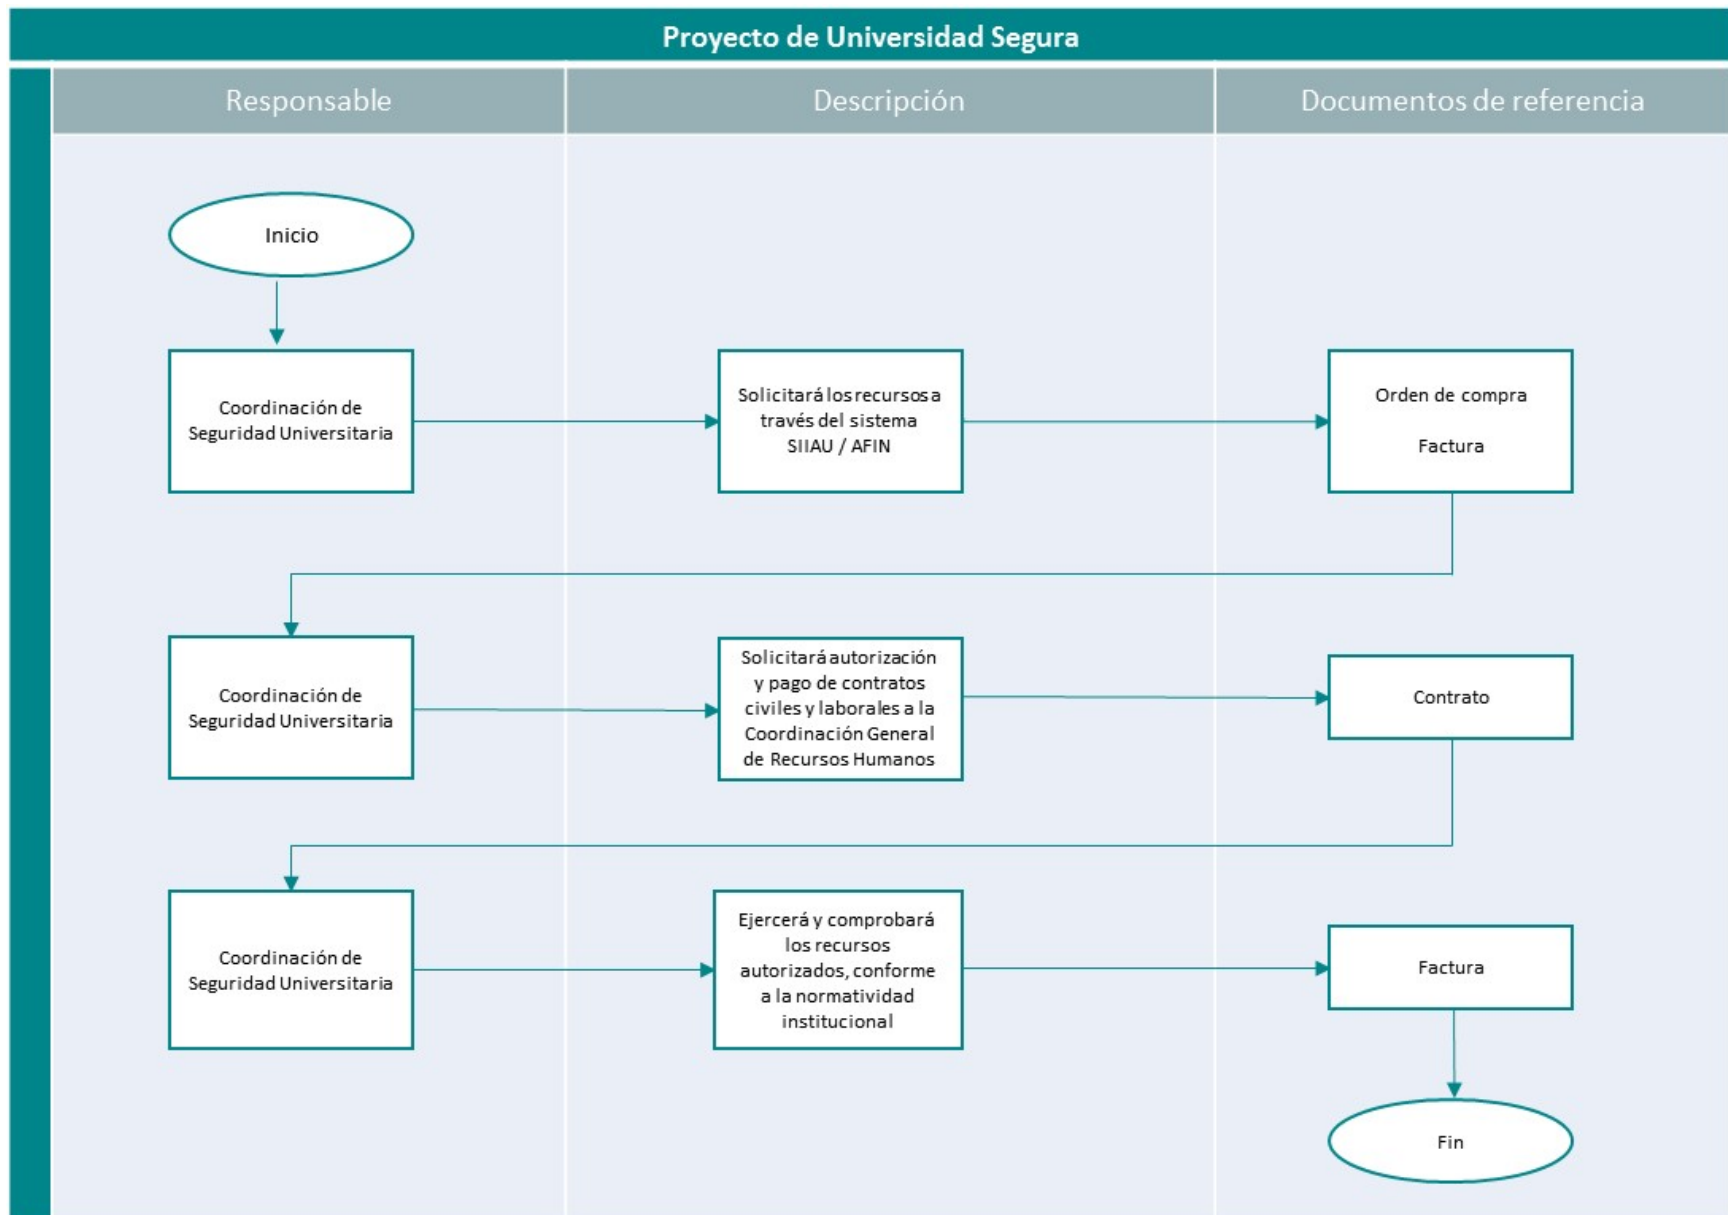 Proyecto de Universidad Segura
Responsable
Descripción
Documentos de referencia
Inicio
Coordinación de
Seguridad Universitaria
Solicitará los recursos a
través del sistema
SIIAU / AFIN
Orden de compra
Factura
Coordinación de
Seguridad Universitaria
Solicitará autorización
y pago de contratos
civiles y laborales a la
Coordinación General
de Recursos Humanos
Contrato
Coordinación de
Seguridad Universitaria
Ejercerá y comprobará
los recursos
autorizados, conforme
a la normatividad
institucional
Factura
Fin